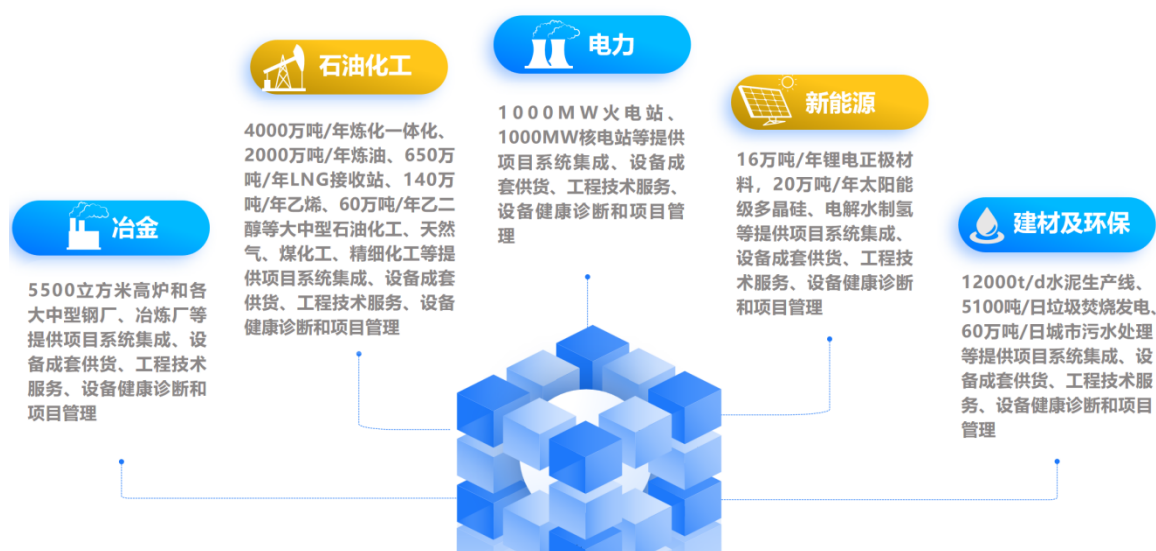 冶金
5500立方米高炉和各
大中型钢厂、冶炼厂等
提供项目系统集成、设
备成套供货、工程技术
服务、设备健康诊断和
项目管理
石油化工
4000万吨/年炼化一体化、
2000万吨/年炼油、650万
吨/年LNG接收站、140万
吨/年乙烯、60万吨/年乙二
醇等大中型石油化工、天然
气、煤化工、精细化工等提
供项目系统集成、设备成套
供货、工程技术服务、设备
健康诊断和项目管理
电力
1000MW火电站、
1000MW核电站等提供
项目系统集成、设备成
套供货、工程技术服务、
设备健康诊断和项目管
理
新能源
16万吨/年锂电正极材
料，20万吨/年太阳能
级多晶硅、电解水制氢
等提供项目系统集成、
设备成套供货、工程技
术服务、设备健康诊断
和项目管理
建材及环保
12000t/d水泥生产线、
5100吨/日垃圾焚烧发电、
60万吨/日城市污水处理
等提供项目系统集成、设
备成套供货、工程技术服
务、设备健康诊断和项目
管理